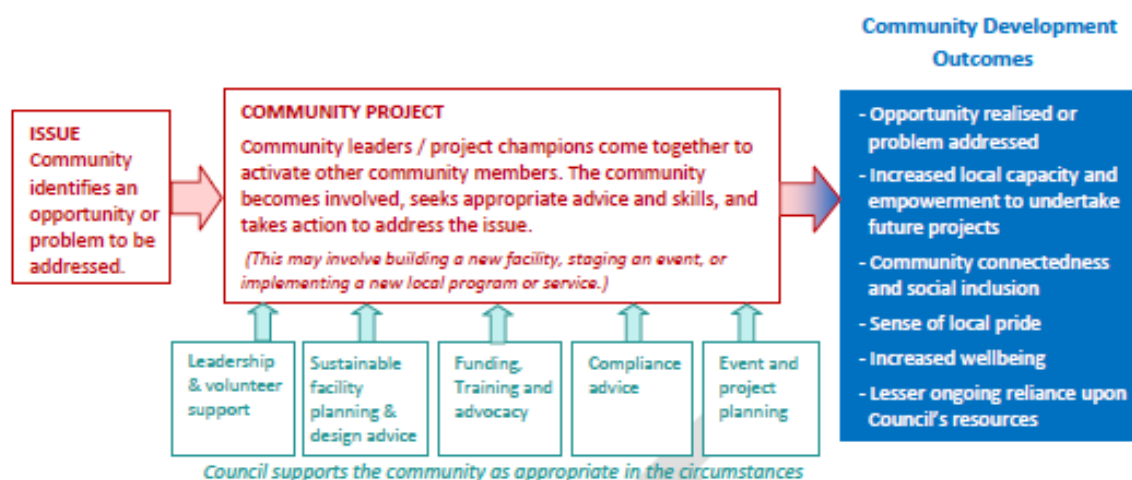 Community Development
Outcomes
ISSUE
Community
identifies an
opportunity or
problem to be
addressed.
COMMUNITY PROJECT
Community leaders / project champions come together to
activate other community members. The community
becomes involved, seeks appropriate advice and skills, and
takes action to address the issue.
(This may involve building a new facility, staging an event, or
implementing a new local program or service.)
- Opportunity realised or
problem addressed
- Increased local capacity and
empowerment to undertake
future projects
- Community connectedness
and social inclusion
- Sense of local pride
- Increased wellbeing
- Lesser ongoing reliance upon
Council's resources
Leadership
& volunteer
support
Sustainable
facility
planning &
design advice
Funding,
Training and
advocacy
Compliance
advice
Event and
project
planning
Council supports the community as appropriate in the circumstances